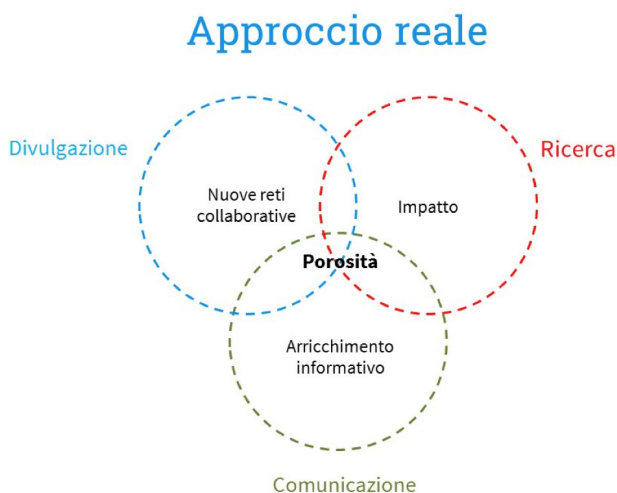 Approccio reale
Divulgazione
Ricerca
Nuove reti
collaborative
Impatto
Porosità
Arricchimento
informativo
Comunicazione